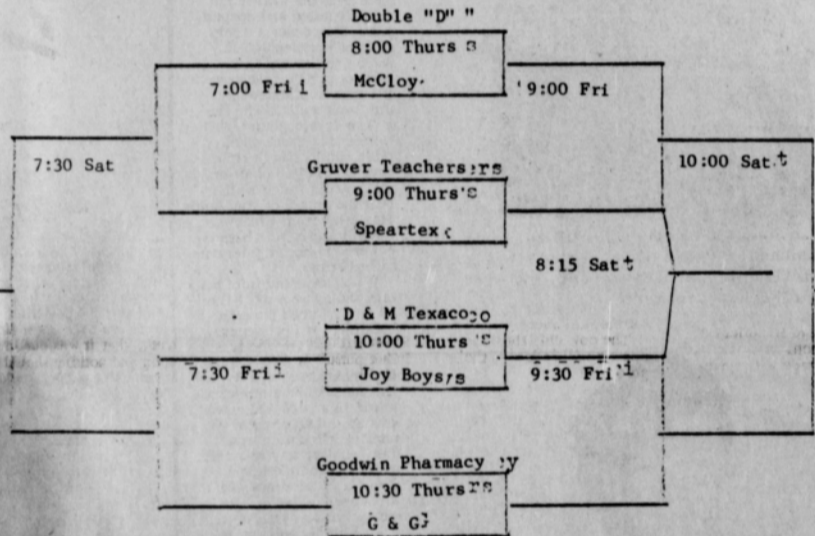 Double "D"
8:00 Thurs
7:00 Fri
McCloy
9:00 Fri
7:30 Sat
Gruver Teachers
10:00 Sat
9:00 Thurs
Speartex
8:15 Sat
D & M Texaco
10:00 Thurs
7:30 Fri
Joy Boys
9:30 Fri
Goodwin Pharmacy
10:30 Thurs
G & G